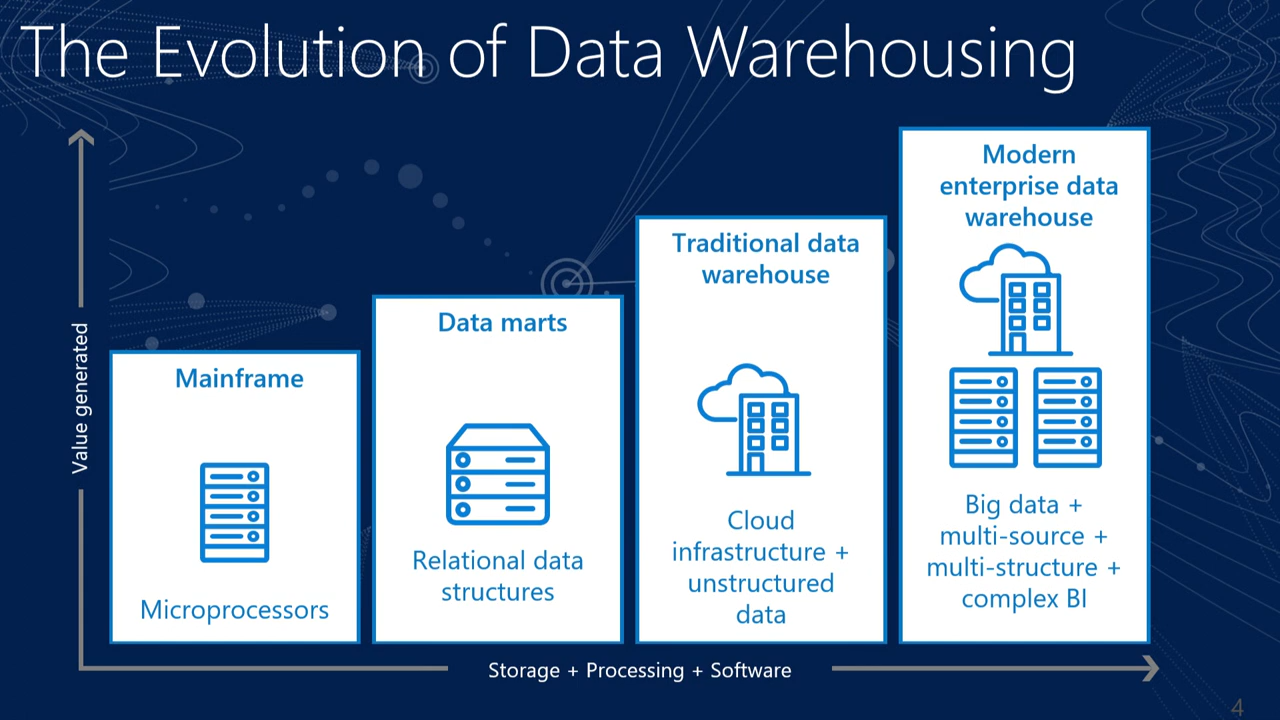 The Evolution of Data Warehousing
Value generated
Mainframe
Microprocessors
Data marts
Relational data
structures
Traditional data
warehouse
Cloud
infrastructure +
unstructured
data
Modern
enterprise data
warehouse
Big data +
multi-source +
multi-structure +
complex BI
Storage + Processing + Software
4